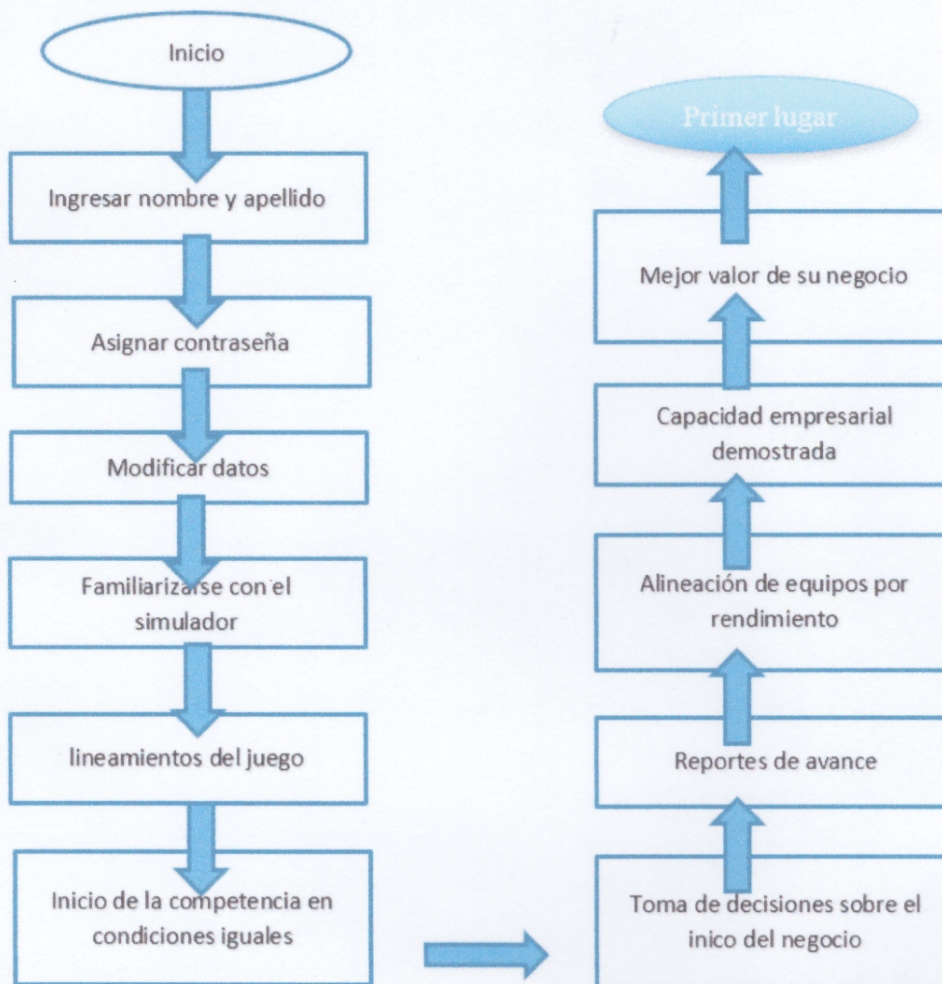 Inicio
Ingresar nombre y apellido
Asignar contraseña
Modificar datos
Familiarizarse con el
simulador
lineamientos del juego
Inicio de la competencia en
condiciones iguales
Toma de decisiones sobre el
inico del negocio
Reportes de avance
Alineación de equipos por
rendimiento
Capacidad empresarial
demostrada
Mejor valor de su negocio
Primer lugar